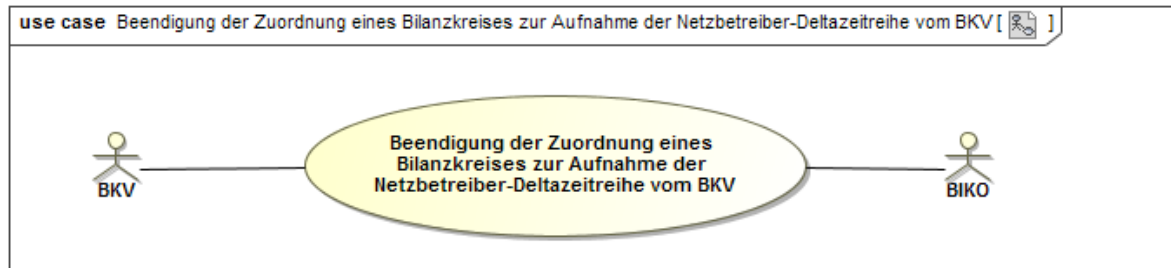 use case Beendigung der Zuordnung eines Bilanzkreises zur Aufnahme der Netzbetreiber-Deltazeitreihe vom BKV [ ]
Beendigung der Zuordnung eines
Bilanzkreises zur Aufnahme der
Netzbetreiber-Deltazeitreihe vom BKV
BKV
BIKO